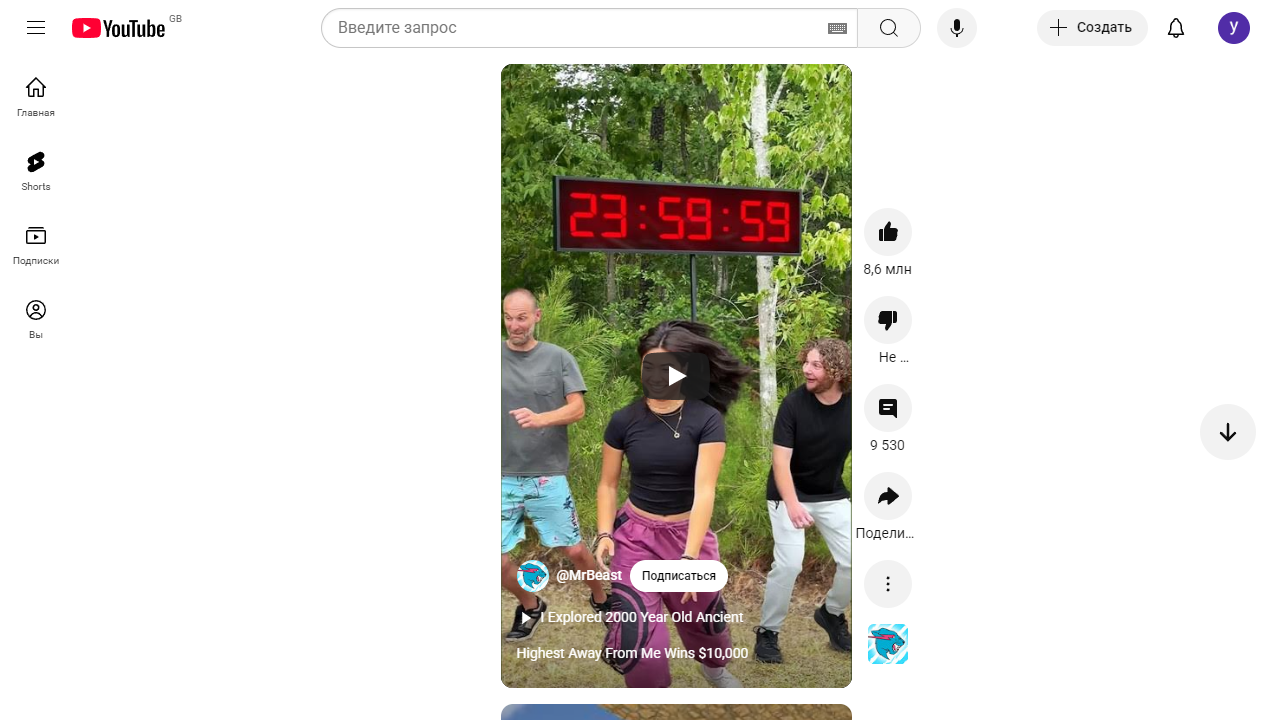 YouTube
GB
Введите запрос
Создать
y
Главная
Shorts
Подписки
Вы
23:59:59
8,6 млн
Не ...
9 530
Подели...
@MrBeast
Подписаться
I Explored 2000 Year Old Ancient
Highest Away From Me Wins $10,000